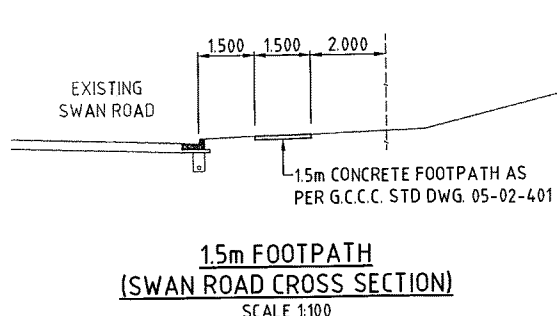 1.500 1.500 2.000
EXISTING
SWAN ROAD
1.5m CONCRETE FOOTPATH AS
PER G.C.C.C. STD DWG. 05-02-401
1.5m FOOTPATH
(SWAN ROAD CROSS SECTION)
SCALE 1:100